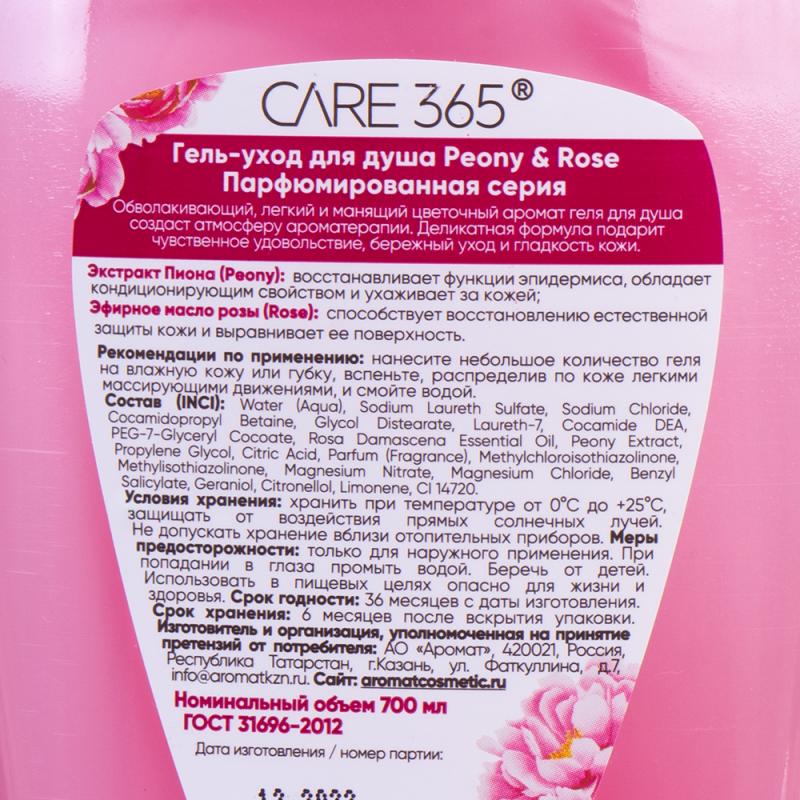 CARE 365®
Гель-уход для душа Peony & Rose
Парфюмированная серия
Обволакивающий, легкий и манящий цветочный аромат геля для душа
создаст атмосферу ароматерапии. Деликатная формула подарит
чувственное удовольствие, бережный уход и гладкость кожи.
Экстракт Пиона (Peony): восстанавливает функции эпидермиса, обладает
кондиционирующим свойством и ухаживает за кожей;
Эфирное масло розы (Rose): способствует восстановлению естественной
защиты кожи и выравнивает ее поверхность.
Рекомендации по применению: нанесите небольшое количество геля
на влажную кожу или губку, вспеньте, распределив по коже легкими
массирующими движениями, и смойте водой.
Состав (INCI): Water (Aqua), Sodium Laureth Sulfate, Sodium Chloride,
Cocamidopropyl Betaine, Glycol Distearate, Laureth-7, Cocamide DEA,
PEG-7-Glyceryl Cocoate, Rosa Damascena Essential Oil, Peony Extract,
Propylene Glycol, Citric Acid, Parfum (Fragrance), Methylchloroisothiazolinone,
Methylisothiazolinone, Magnesium Nitrate, Magnesium Chloride, Benzyl
Salicylate, Geraniol, Citronellol, Limonene, CI 14720.
Условия хранения: хранить при температуре от 0°C до +25°C,
защищать от воздействия прямых солнечных лучей.
Не допускать хранение вблизи отопительных приборов. Меры
предосторожности: только для наружного применения. При
попадании в глаза промыть водой. Беречь от детей.
Использовать в пищевых целях опасно для жизни и
здоровья. Срок годности: 36 месяцев с даты изготовления.
Срок хранения: 6 месяцев после вскрытия упаковки.
Изготовитель и организация, уполномоченная на принятие
претензий от потребителя: АО «Аромат», 420021, Россия,
Республика Татарстан, г.Казань, ул. Фаткуллина, д.7,
info@aromatkzn.ru. Сайт: aromatcosmetic.ru
Номинальный объем 700 мл
ГОСТ 31696-2012
Дата изготовления / номер партии:
12 2022